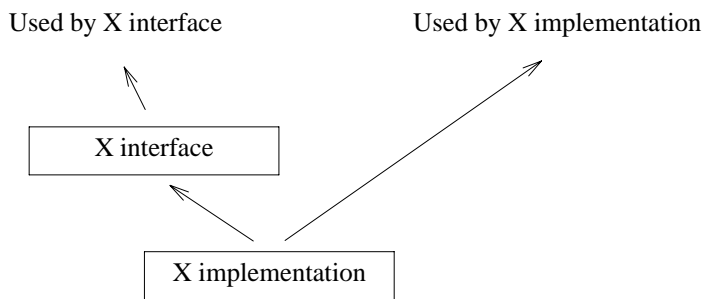 Used by X interface
Used by X implementation
X interface
X implementation